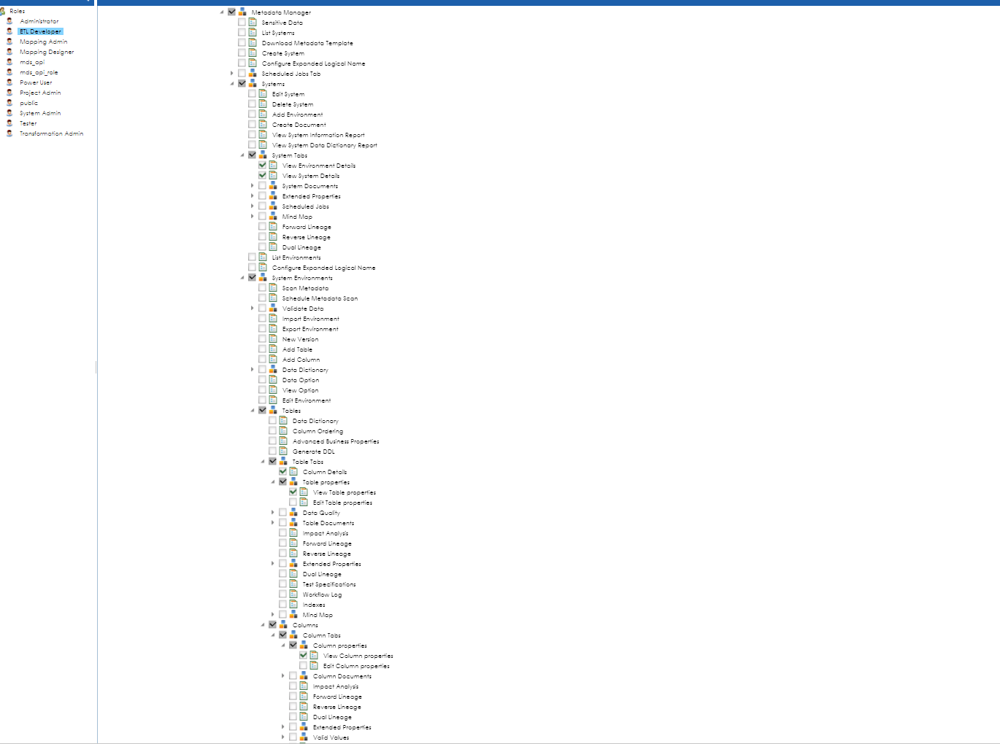 Roles
Administrator
ETL Developer
Mapping Admin
Mapping Designer
mds_api
mds_api_role
Power User
Project Admin
public
System Admin
Tester
Transformation Admin
Metadata Manager
Sensitive Data
List Systems
Download Metadata Template
Create System
Configure Expanded Logical Name
Scheduled Jobs Tab
Systems
Edit System
Delete System
Add Environment
Create Document
View System Information Report
View System Data Dictionary Report
System Tabs
View Environment Details
View System Details
System Documents
Extended Properties
Scheduled Jobs
Mind Map
Forward Lineage
Reverse Lineage
Dual Lineage
List Environments
Configure Expanded Logical Name
System Environments
Scan Metadata
Schedule Metadata Scan
Validate Data
Import Environment
Export Environment
New Version
Add Table
Add Column
Data Dictionary
Data Option
View Option
Edit Environment
Tables
Data Dictionary
Column Ordering
Advanced Business Properties
Generate DDL
Table Tabs
Column Details
Table properties
View Table properties
Edit Table properties
Data Quality
Table Documents
Impact Analysis
Forward Lineage
Reverse Lineage
Extended Properties
Dual Lineage
Test Specifications
Workflow Log
Indexes
Mind Map
Columns
Column Tabs
Column properties
View Column properties
Edit Column properties
Column Documents
Impact Analysis
Forward Lineage
Reverse Lineage
Dual Lineage
Extended Properties
Valid Values